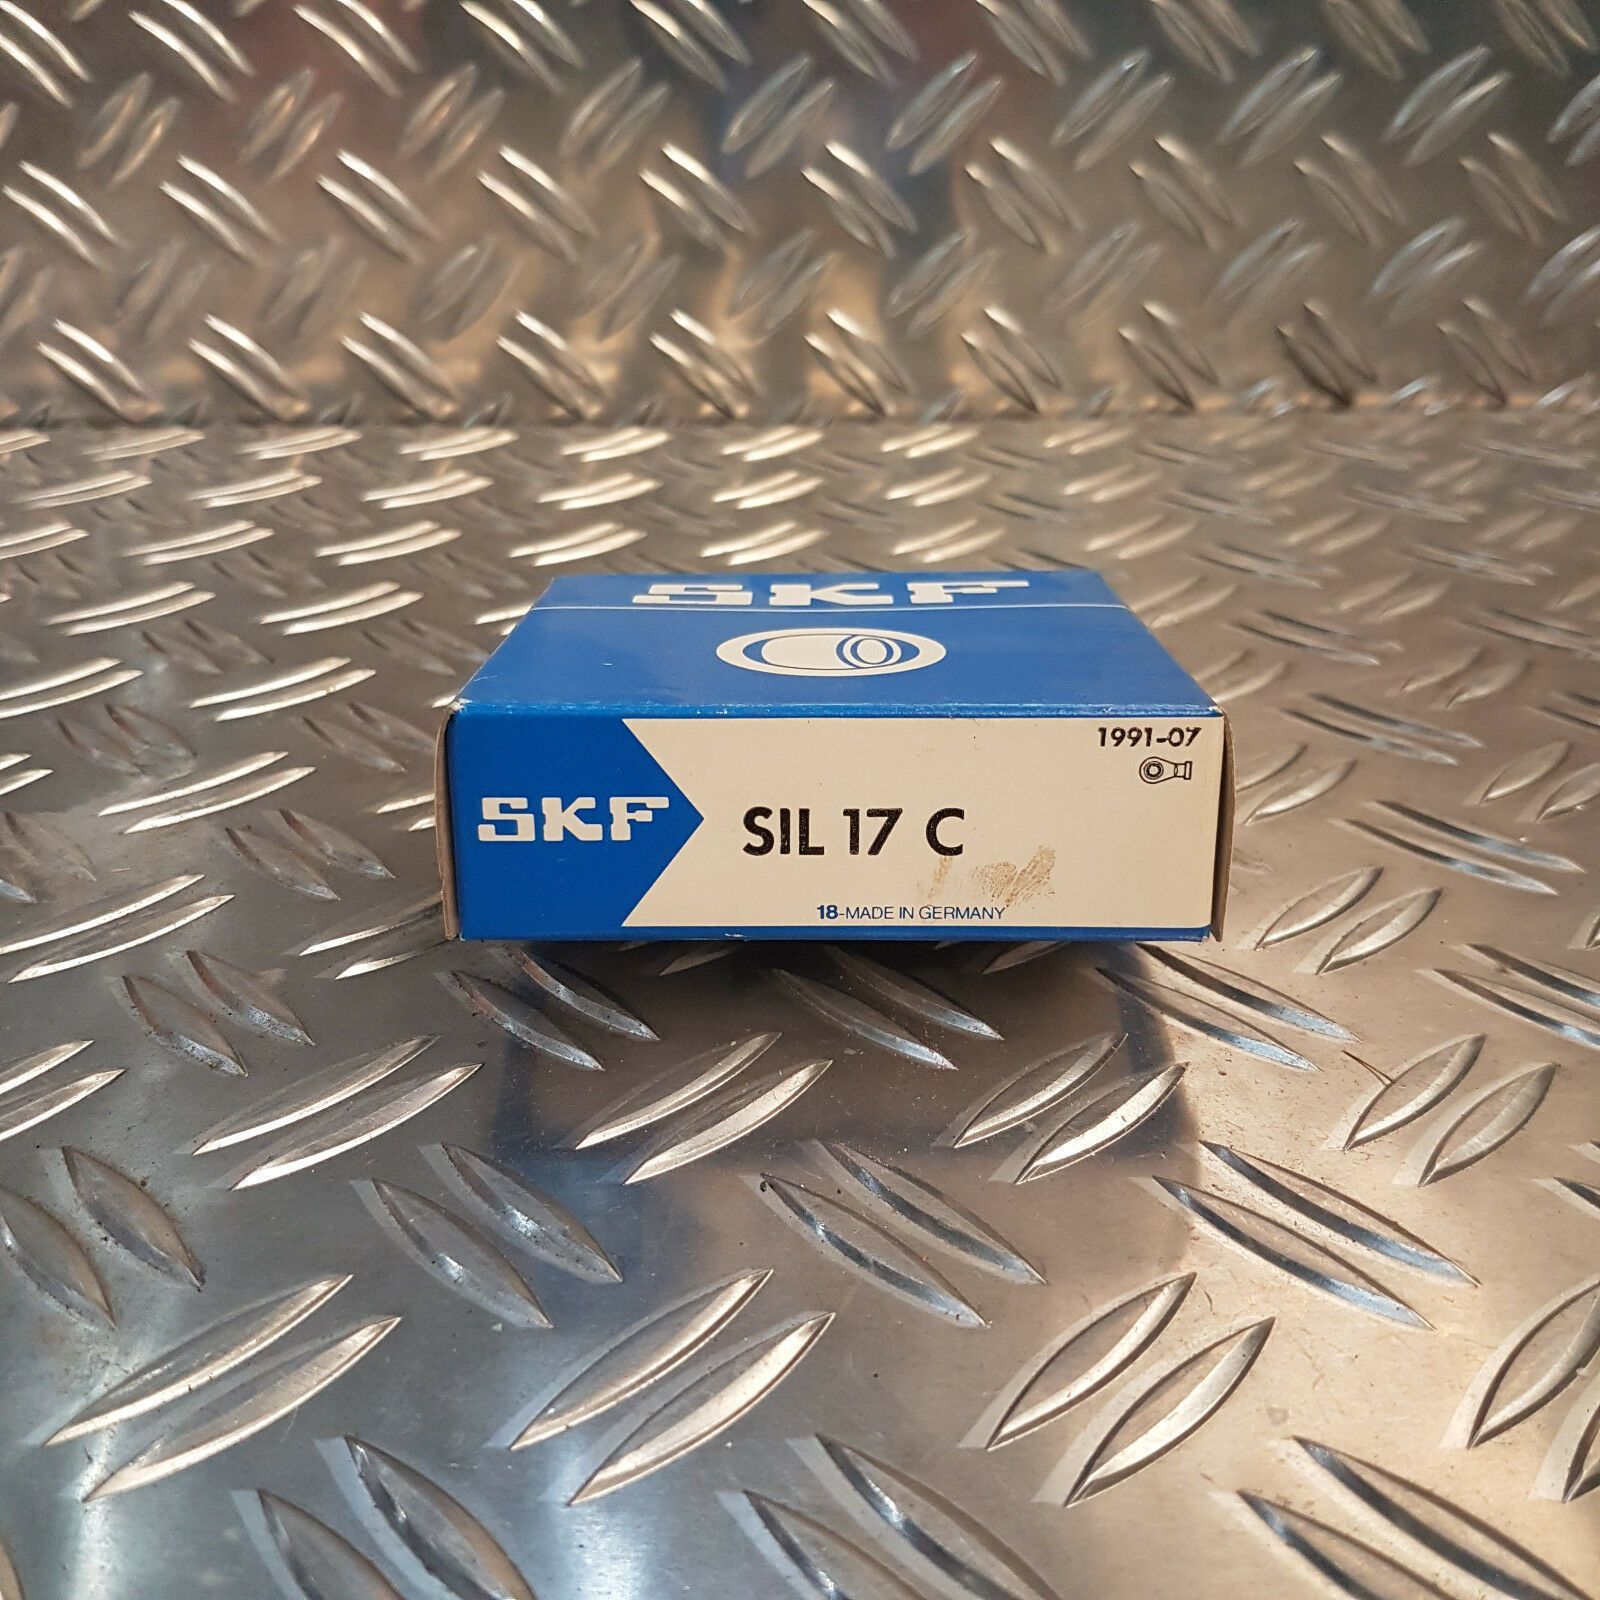 SKF
1991-07
SKF
SIL 17 C
18-MADE IN GERMANY